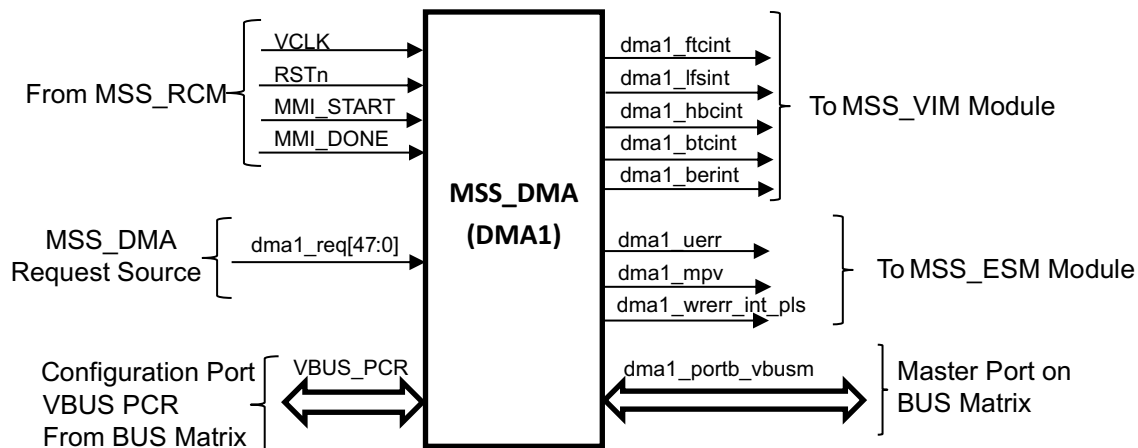 VCLK
RSTn
MMI_START
MMI_DONE
From MSS_RCM
MSS_DMA
Request Source
dma1_req[47:0]
Configuration Port
VBUS PCR
From BUS Matrix
VBUS_PCR
MSS_DMA
(DMA1)
dma1_ftcint
dma1_lfsint
dma1_hbcint
dma1_btcint
dma1_berint
To MSS_VIM Module
dma1_uerr
dma1_mpv
dma1_wrerr_int_pls
To MSS_ESM Module
dma1_portb_vbusm
Master Port on
BUS Matrix